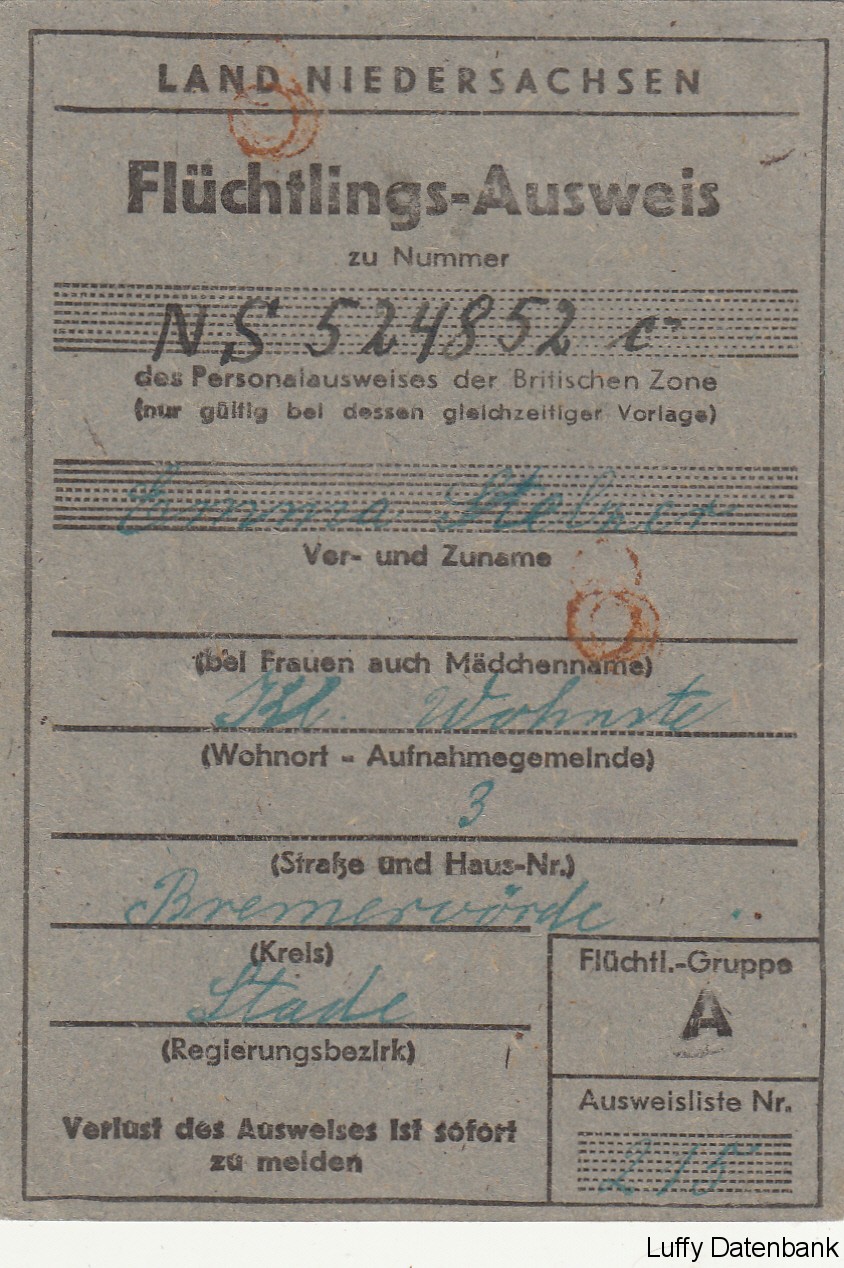 LAND NIEDERSACHSEN
Flüchtlings-Ausweis
zu Nummer
NS 524852 c
des Personalausweises der Britischen Zone
(nur gültig bei dessen gleichzeitiger Vorlage)
Emma Stelzer
Vor- und Zuname
(bei Frauen auch Mädchenname)
Kl. Wohnste
(Wohnort - Aufnahmegemeinde)
3
(Straße und Haus-Nr.)
Bremervörde
(Kreis)
Flüchtl.-Gruppe
Stade
A
(Regierungsbezirk)
Ausweisliste Nr.
Verlust des Ausweises ist sofort
zu melden
215
Luffy Datenbank